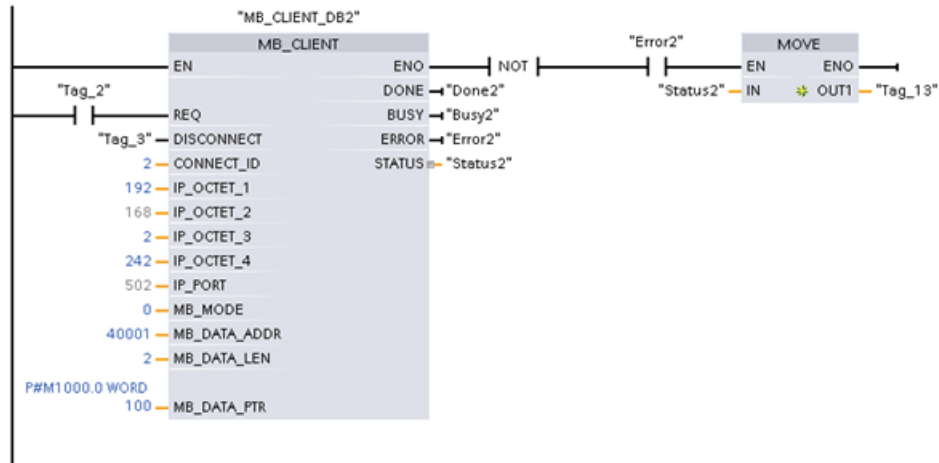 "MB_CLIENT_DB2"
MB_CLIENT
"Error2"
MOVE
EN ENO NOT EN ENO
"Tag_2" DONE "Done2" "Status2" IN OUT1 "Tag_13"
REQ BUSY "Busy2"
"Tag_3" DISCONNECT ERROR "Error2"
2 CONNECT_ID STATUS "Status2"
192 IP_OCTET_1
168 IP_OCTET_2
2 IP_OCTET_3
242 IP_OCTET_4
502 IP_PORT
0 MB_MODE
40001 MB_DATA_ADDR
2 MB_DATA_LEN
P#M1000.0 WORD
100 MB_DATA_PTR